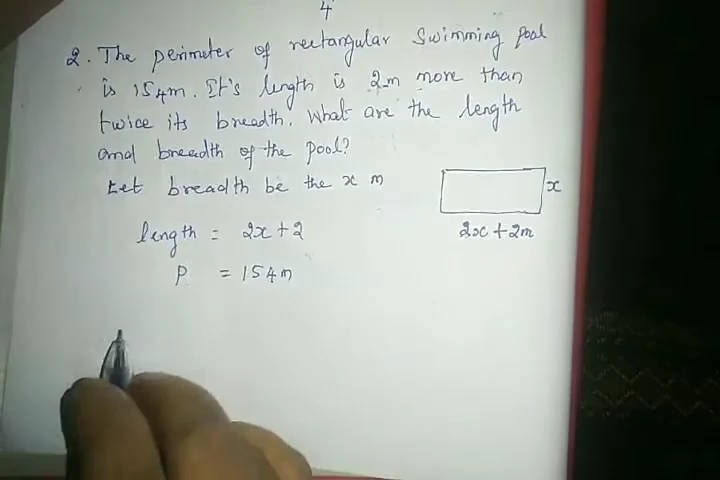 4
2. The perimeter of rectangular Swimming pool
is 154m. It's length is 2m more than
twice its breadth. What are the length
and breadth of the pool?
Let breadth be the x m
x
length = 2x+2
2x+2m
P = 154m